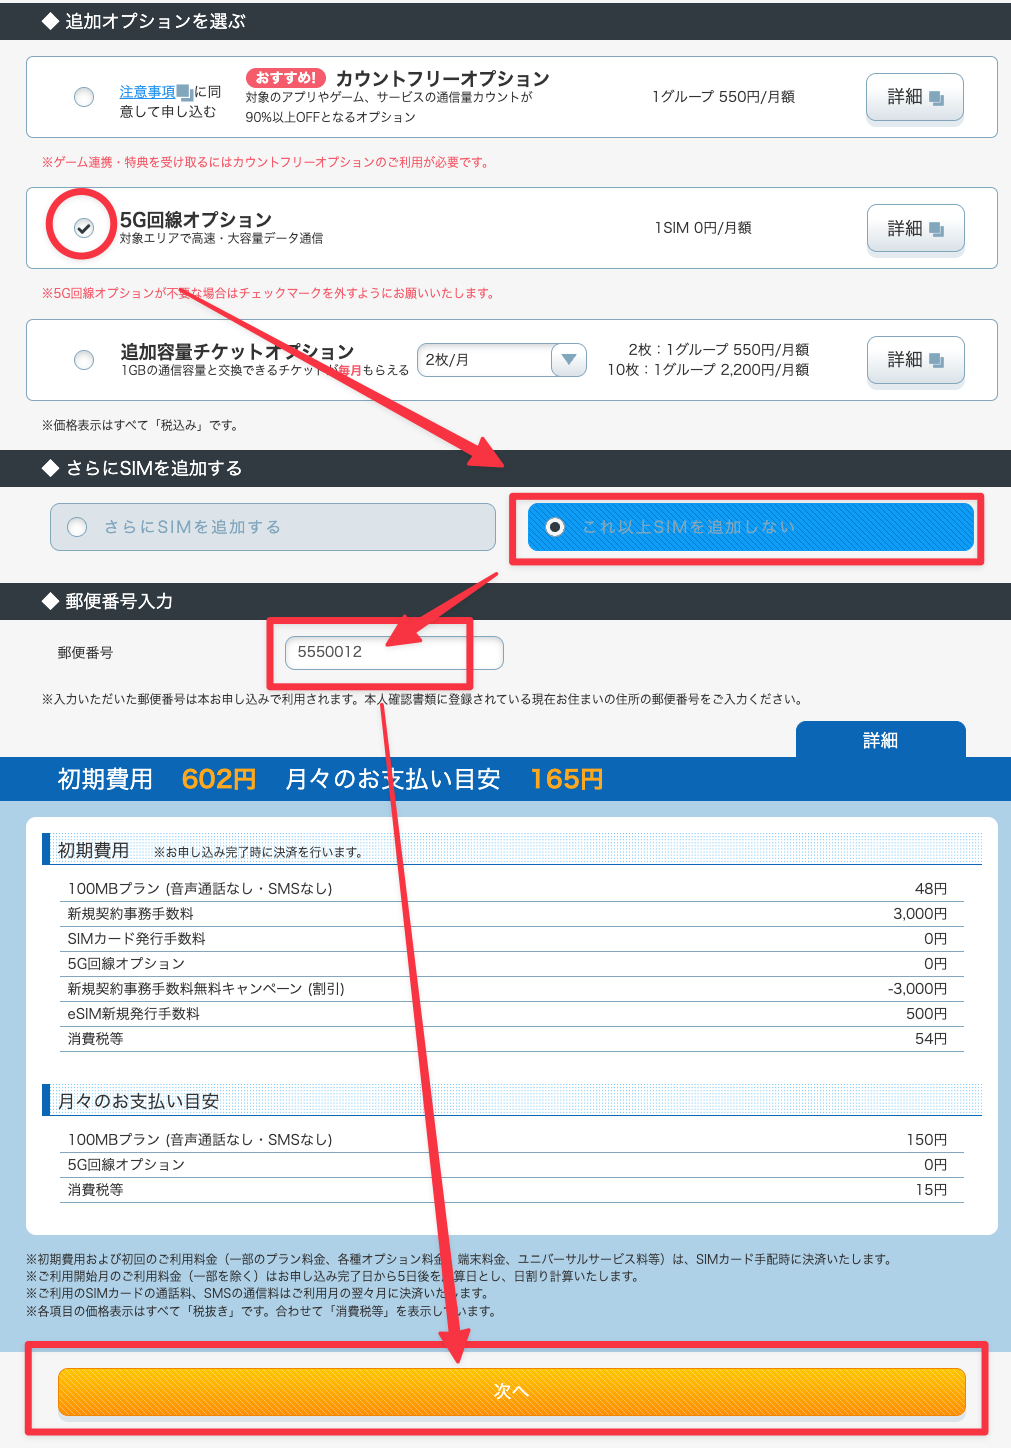 ◆ 追加オプションを選ぶ
注意事項に同意して申し込む
おすすめ! カウントフリーオプション
対象のアプリやゲーム、サービスの通信量カウントが
90%以上OFFとなるオプション
1グループ 550円/月額
詳細
※ゲーム連携・特典を受け取るにはカウントフリーオプションのご利用が必要です。
5G回線オプション
対象エリアで高速・大容量データ通信
1SIM 0円/月額
詳細
※5G回線オプションが不要な場合はチェックマークを外すようにお願いいたします。
追加容量チケットオプション
1GBの通信容量と交換できるチケットが毎月もらえる
2枚/月
2枚：1グループ 550円/月額
10枚：1グループ 2,200円/月額
詳細
※価格表示はすべて「税込み」です。
◆ さらにSIMを追加する
さらにSIMを追加する
これ以上SIMを追加しない
◆ 郵便番号入力
郵便番号
5550012
※入力いただいた郵便番号は本お申し込みで利用されます。本人確認書類に登録されている現在お住まいの住所の郵便番号をご入力ください。
詳細
初期費用 602円 月々のお支払い目安 165円
初期費用 ※お申し込み完了時に決済を行います。
100MBプラン (音声通話なし・SMSなし) 48円
新規契約事務手数料 3,000円
SIMカード発行手数料 0円
5G回線オプション 0円
新規契約事務手数料無料キャンペーン (割引) -3,000円
eSIM新規発行手数料 500円
消費税等 54円
月々のお支払い目安
100MBプラン (音声通話なし・SMSなし) 150円
5G回線オプション 0円
消費税等 15円
※初期費用および初回のご利用料金（一部のプラン料金、各種オプション料金、端末料金、ユニバーサルサービス料等）は、SIMカード手配時に決済いたします。
※ご利用開始月のご利用料金（一部を除く）はお申し込み完了日から5日後を起算日とし、日割り計算いたします。
※ご利用のSIMカードの通話料、SMSの通信料はご利用月の翌々月に決済いたします。
※各項目の価格表示はすべて「税抜き」です。合わせて「消費税等」を表示しています。
次へ